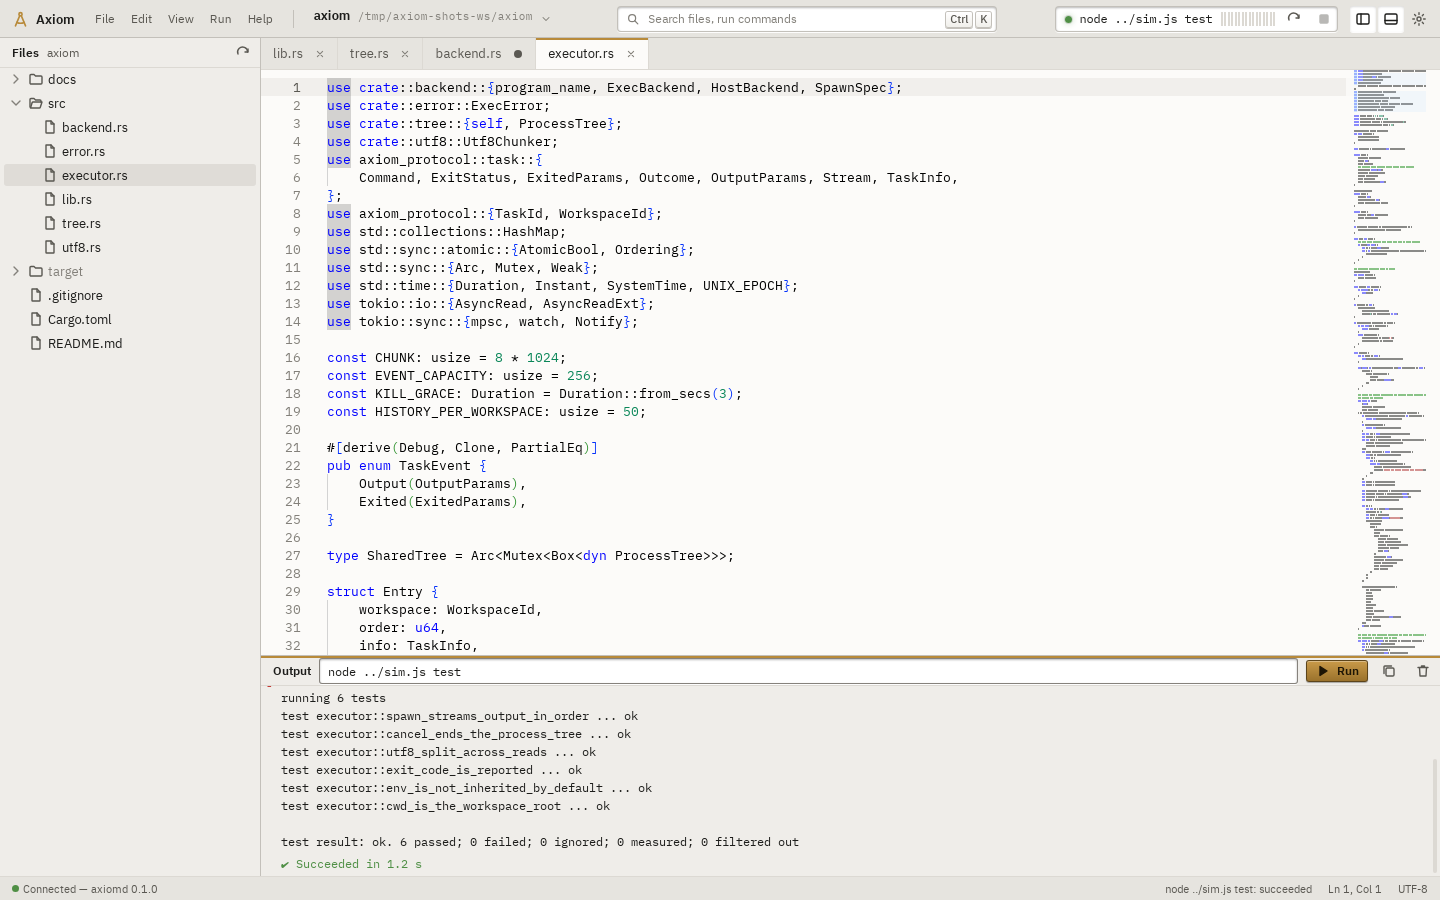 Axiom File Edit View Run Help axiom /tmp/axiom-shots-ws/axiom Search files, run commands Ctrl K node ../sim.js test
Files axiom
docs
src
backend.rs
error.rs
executor.rs
lib.rs
tree.rs
utf8.rs
target
.gitignore
Cargo.toml
README.md
lib.rs tree.rs backend.rs executor.rs
1 use crate::backend::{program_name, ExecBackend, HostBackend, SpawnSpec};
2 use crate::error::ExecError;
3 use crate::tree::{self, ProcessTree};
4 use crate::utf8::Utf8Chunker;
5 use axiom_protocol::task::{
6 Command, ExitStatus, ExitedParams, Outcome, OutputParams, Stream, TaskInfo,
7 };
8 use axiom_protocol::{TaskId, WorkspaceId};
9 use std::collections::HashMap;
10 use std::sync::atomic::{AtomicBool, Ordering};
11 use std::sync::{Arc, Mutex, Weak};
12 use std::time::{Duration, Instant, SystemTime, UNIX_EPOCH};
13 use tokio::io::{AsyncRead, AsyncReadExt};
14 use tokio::sync::{mpsc, watch, Notify};
15
16 const CHUNK: usize = 8 * 1024;
17 const EVENT_CAPACITY: usize = 256;
18 const KILL_GRACE: Duration = Duration::from_secs(3);
19 const HISTORY_PER_WORKSPACE: usize = 50;
20
21 #[derive(Debug, Clone, PartialEq)]
22 pub enum TaskEvent {
23 Output(OutputParams),
24 Exited(ExitedParams),
25 }
26
27 type SharedTree = Arc<Mutex<Box<dyn ProcessTree>>>;
28
29 struct Entry {
30 workspace: WorkspaceId,
31 order: u64,
32 info: TaskInfo,
Output node ../sim.js test Run
running 6 tests
test executor::spawn_streams_output_in_order ... ok
test executor::cancel_ends_the_process_tree ... ok
test executor::utf8_split_across_reads ... ok
test executor::exit_code_is_reported ... ok
test executor::env_is_not_inherited_by_default ... ok
test executor::cwd_is_the_workspace_root ... ok
test result: ok. 6 passed; 0 failed; 0 ignored; 0 measured; 0 filtered out
✔ Succeeded in 1.2 s
Connected — axiomd 0.1.0 node ../sim.js test: succeeded Ln 1, Col 1 UTF-8